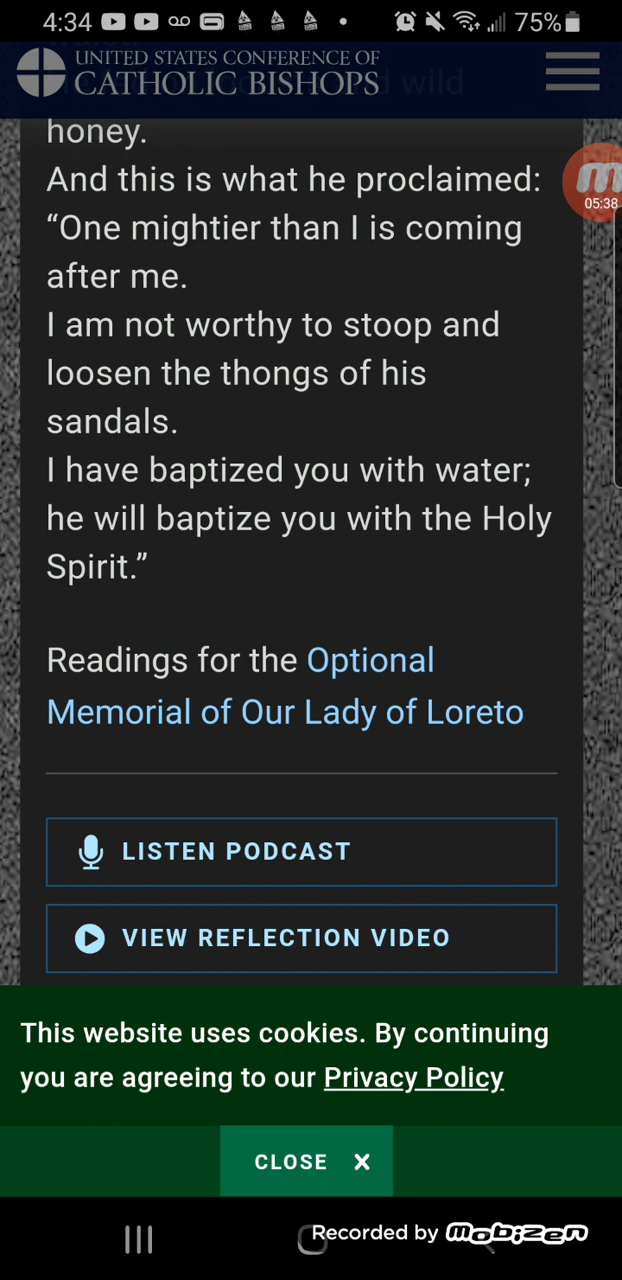 4:34
75%
UNITED STATES CONFERENCE OF
CATHOLIC BISHOPS
wild
honey.
And this is what he proclaimed:
05:38
“One mightier than I is coming
after me.
I am not worthy to stoop and
loosen the thongs of his
sandals.
I have baptized you with water;
he will baptize you with the Holy
Spirit.”
Readings for the Optional
Memorial of Our Lady of Loreto
LISTEN PODCAST
VIEW REFLECTION VIDEO
This website uses cookies. By continuing
you are agreeing to our Privacy Policy
CLOSE X
Recorded by Mobizen